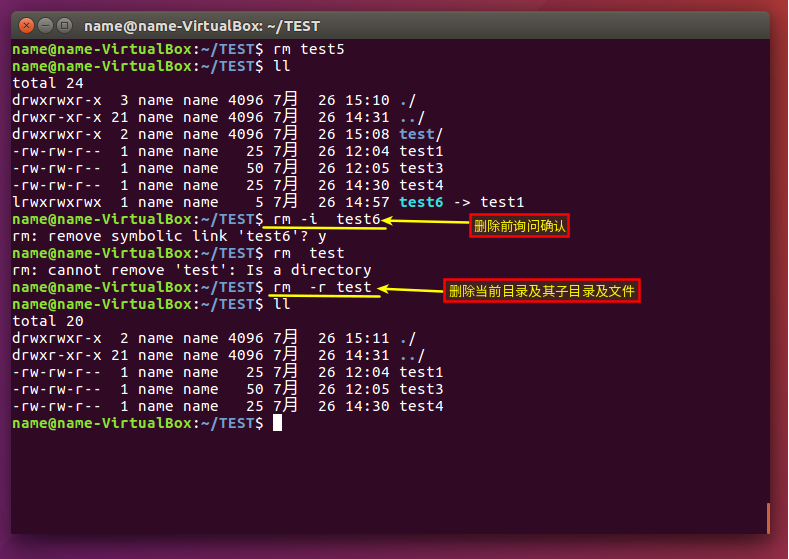 name@name-VirtualBox: ~/TEST
name@name-VirtualBox:~/TEST$ rm test5
name@name-VirtualBox:~/TEST$ ll
total 24
drwxrwxr-x  3 name name 4096 7月  26 15:10 ./
drwxr-xr-x 21 name name 4096 7月  26 14:31 ../
drwxrwxr-x  2 name name 4096 7月  26 15:08 test/
-rw-rw-r--  1 name name   25 7月  26 12:04 test1
-rw-rw-r--  1 name name   50 7月  26 12:05 test3
-rw-rw-r--  1 name name   25 7月  26 14:30 test4
lrwxrwxrwx  1 name name    5 7月  26 14:57 test6 -> test1
name@name-VirtualBox:~/TEST$ rm -i  test6
删除前询问确认
rm: remove symbolic link 'test6'? y
name@name-VirtualBox:~/TEST$ rm  test
rm: cannot remove 'test': Is a directory
name@name-VirtualBox:~/TEST$ rm  -r test
删除当前目录及其子目录及文件
name@name-VirtualBox:~/TEST$ ll
total 20
drwxrwxr-x  2 name name 4096 7月  26 15:11 ./
drwxr-xr-x 21 name name 4096 7月  26 14:31 ../
-rw-rw-r--  1 name name   25 7月  26 12:04 test1
-rw-rw-r--  1 name name   50 7月  26 12:05 test3
-rw-rw-r--  1 name name   25 7月  26 14:30 test4
name@name-VirtualBox:~/TEST$